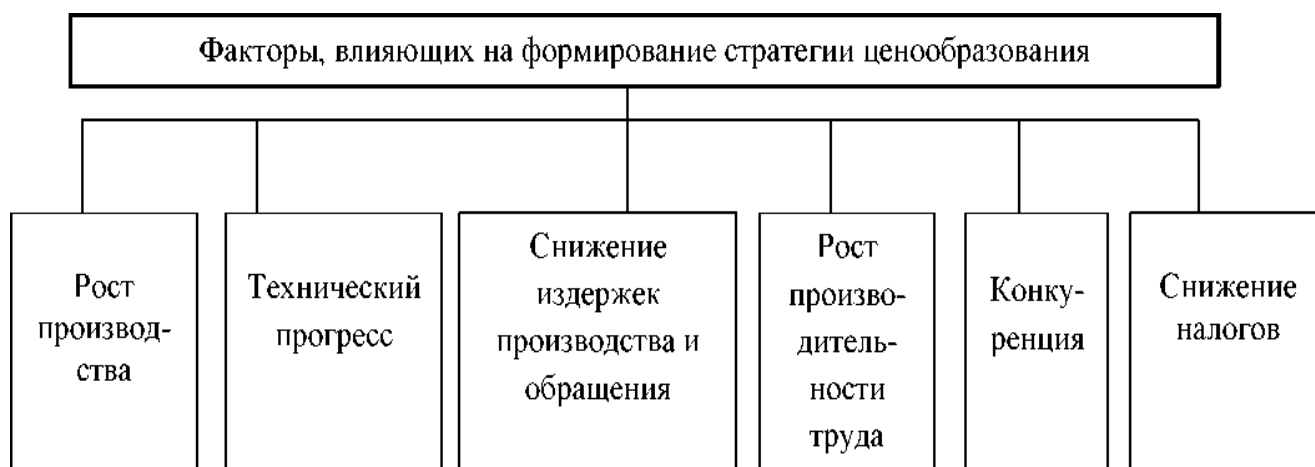 Факторы, влияющих на формирование стратегии ценообразования
Рост
производ-
ства
Технический
прогресс
Снижение
издержек
производства и
обращения
Рост
произво-
дитель-
ности
труда
Конку-
ренция
Снижение
налогов